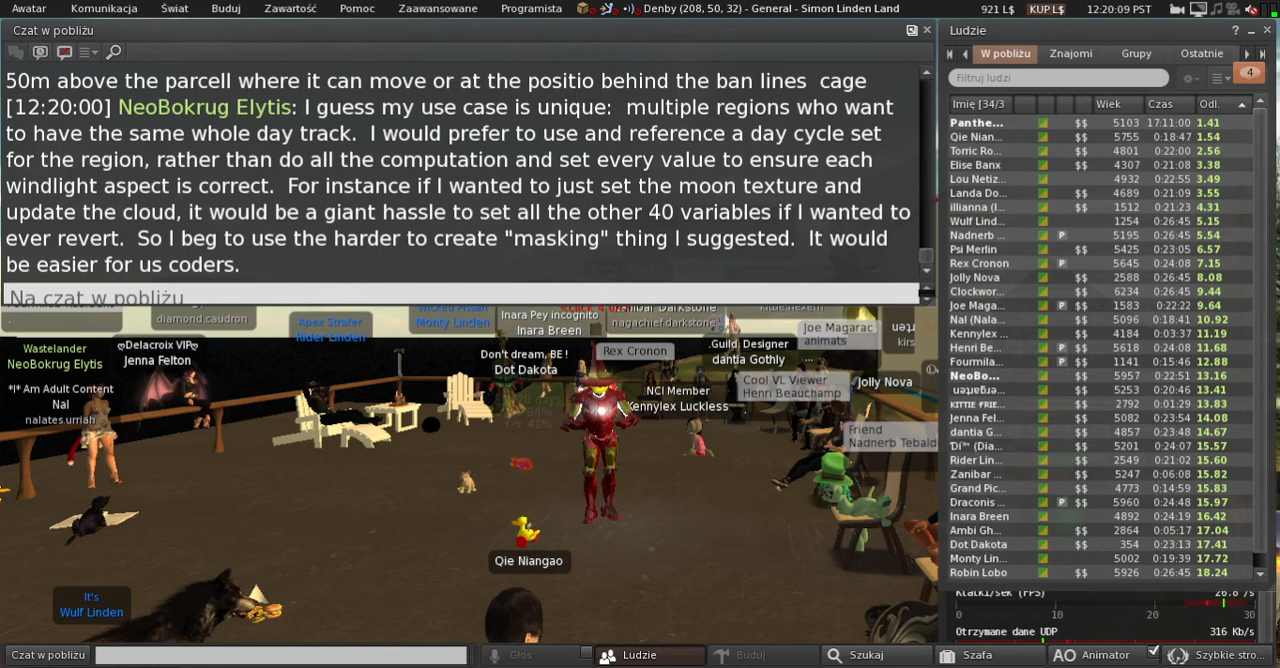 Awatar Komunikacja Świat Buduj Zawartość Pomoc Zaawansowane Programista Denby (208, 50, 32) - General - Simon Linden Land 921 L$ KUP L$ 12:20:09 PST
Czat w pobliżu
50m above the parcell where it can move or at the positio behind the ban lines cage
[12:20:00] NeoBokrug Elytis: I guess my use case is unique: multiple regions who want
to have the same whole day track. I would prefer to use and reference a day cycle set
for the region, rather than do all the computation and set every value to ensure each
windlight aspect is correct. For instance if I wanted to just set the moon texture and
update the cloud, it would be a giant hassle to set all the other 40 variables if I wanted to
ever revert. So I beg to use the harder to create "masking" thing I suggested. It would
be easier for us coders.
Na czat w pobliżu
diamond.caudron
Apex Strafer
Rider Linden
Monty Linden
Inara Pey incognito
Inara Breen
nagachief.darkstone
Joe Magarac
animats
kirs
Wastelander
NeoBokrug Elytis
ღDelacroix VIPღ
Jenna Felton
Don't dream, BE !
Dot Dakota
Rex Cronon
.Guild. Designer
dantia Gothly
...
Cool VL Viewer
Henri Beauchamp
Jolly Nova
*!* Am Adult Content
Nal
nalates.urriah
NCI Member
Kennylex Luckless
Friend
Nadnerb Tebald
Qie Niangao
It's
Wulf Linden
Ludzie
W pobliżu Znajomi Grupy Ostatnie
Filtruj ludzi
4
Imię [34/3 Wiek Czas Odl.
Panthe... $$ 5103 17:11:00 1.41
Qie Nian... $$ 5755 0:18:47 1.54
Torric Ro... $$ 4801 0:22:00 2.56
Elise Banx $$ 4307 0:21:08 3.38
Lou Netiz... 4932 0:22:55 3.49
Landa Do... $$ 4689 0:21:09 3.55
illianna (I... $$ 1512 0:21:23 4.31
Wulf Lind... 1254 0:26:45 5.15
Nadnerb ... P 5195 0:26:45 5.54
Psi Merlin $$ 5425 0:23:05 6.57
Rex Cronon P 5645 0:24:08 7.15
Jolly Nova $$ 2588 0:26:45 8.08
Clockwor... $$ 6234 0:26:45 9.44
Joe Maga... P $$ 1583 0:22:22 9.64
Nal (Nala... $$ 5096 0:18:41 10.92
Kennylex ... $$ 4184 0:03:37 11.19
Henri Be... P $$ 5618 0:24:08 11.68
Fourmila... P $$ 1141 0:15:46 12.88
NeoBo... $$ 5957 0:22:51 13.16
$$ 5253 0:20:46 13.41
ᴋɪᴛᴛɪᴇ ꜰʀɪᴇ... $$ 2792 0:01:29 13.83
Jenna Fel... $$ 5082 0:23:54 14.08
dantia G... $$ 4857 0:23:48 14.67
(Dia... $$ 5201 0:24:07 15.57
Rider Lin... $$ 2549 0:21:02 15.60
Zanibar ... $$ 5247 0:06:08 15.82
Grand Pic... $$ 4773 0:14:59 15.83
Draconis ... P $$ 5960 0:24:48 15.97
Inara Breen 4892 0:24:19 16.42
Ambi Gh... $$ 2864 0:05:17 17.04
Dot Dakota $$ 354 0:23:13 17.41
Monty Lin... 5002 0:19:39 17.72
Robin Lobo $$ 5926 0:26:45 18.24
Klatki/sek (FPS) 26.8 /s
0 10 20 30
Otrzymane dane UDP 316 Kb/s
Czat w pobliżu Głos Ludzie Buduj Szukaj Szafa AO Animator Szybkie stro...